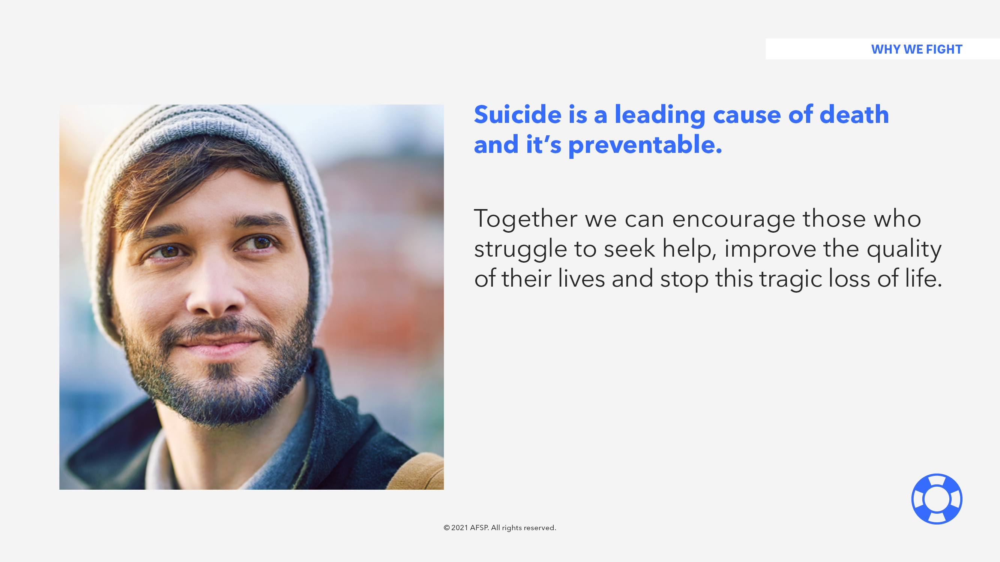 WHY WE FIGHT
Suicide is a leading cause of death
and it’s preventable.
Together we can encourage those who
struggle to seek help, improve the quality
of their lives and stop this tragic loss of life.
© 2021 AFSP. All rights reserved.